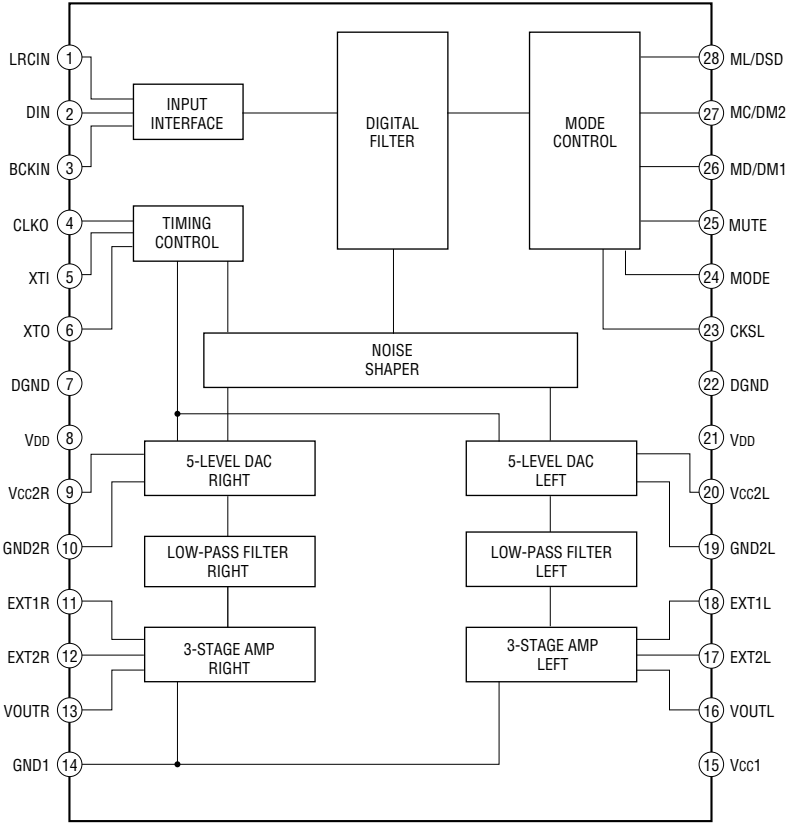 LRCIN 1
DIN 2
BCKIN 3
CLKO 4
XTI 5
XTO 6
DGND 7
VDD 8
VCC2R 9
GND2R 10
EXT1R 11
EXT2R 12
VOUTR 13
GND1 14
INPUT
INTERFACE
TIMING
CONTROL
DIGITAL
FILTER
MODE
CONTROL
NOISE
SHAPER
5-LEVEL DAC
RIGHT
5-LEVEL DAC
LEFT
LOW-PASS FILTER
RIGHT
LOW-PASS FILTER
LEFT
3-STAGE AMP
RIGHT
3-STAGE AMP
LEFT
28 ML/DSD
27 MC/DM2
26 MD/DM1
25 MUTE
24 MODE
23 CKSL
22 DGND
21 VDD
20 VCC2L
19 GND2L
18 EXT1L
17 EXT2L
16 VOUTL
15 VCC1